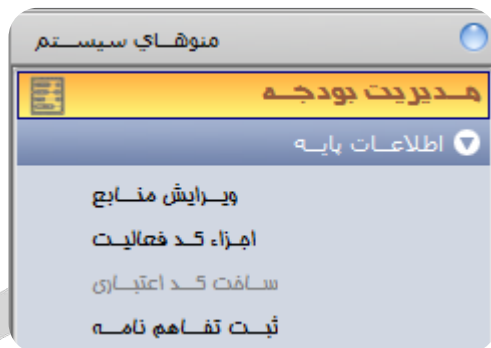 منوهاي سيستم
مديريت بودجه
اطلاعات پايه
ويرايش منابع
اجزاء کد فعاليت
ساخت کد اعتباری
ثبت تفاهم نامه